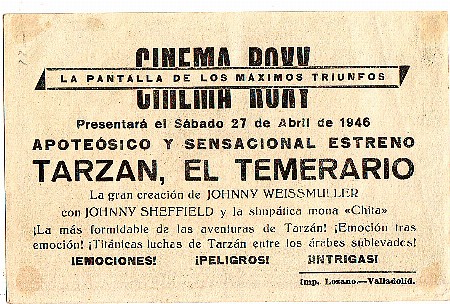 CINEMA ROXY
LA PANTALLA DE LOS MÁXIMOS TRIUNFOS
CINEMA ROXY
Presentará el Sábado 27 de Abril de 1946
APOTEÓSICO Y SENSACIONAL ESTRENO
TARZAN, EL TEMERARIO
La gran creación de JOHNNY WEISSMULLER
con JOHNNY SHEFFIELD y la simpática mona «Chita»
¡La más formidable de las aventuras de Tarzán! ¡Emoción tras
emoción! ¡Titánicas luchas de Tarzán entre los árabes sublevados!
¡EMOCIONES! ¡PELIGROS! ¡INTRIGAS!
Imp. Lozano.—Valladolid.